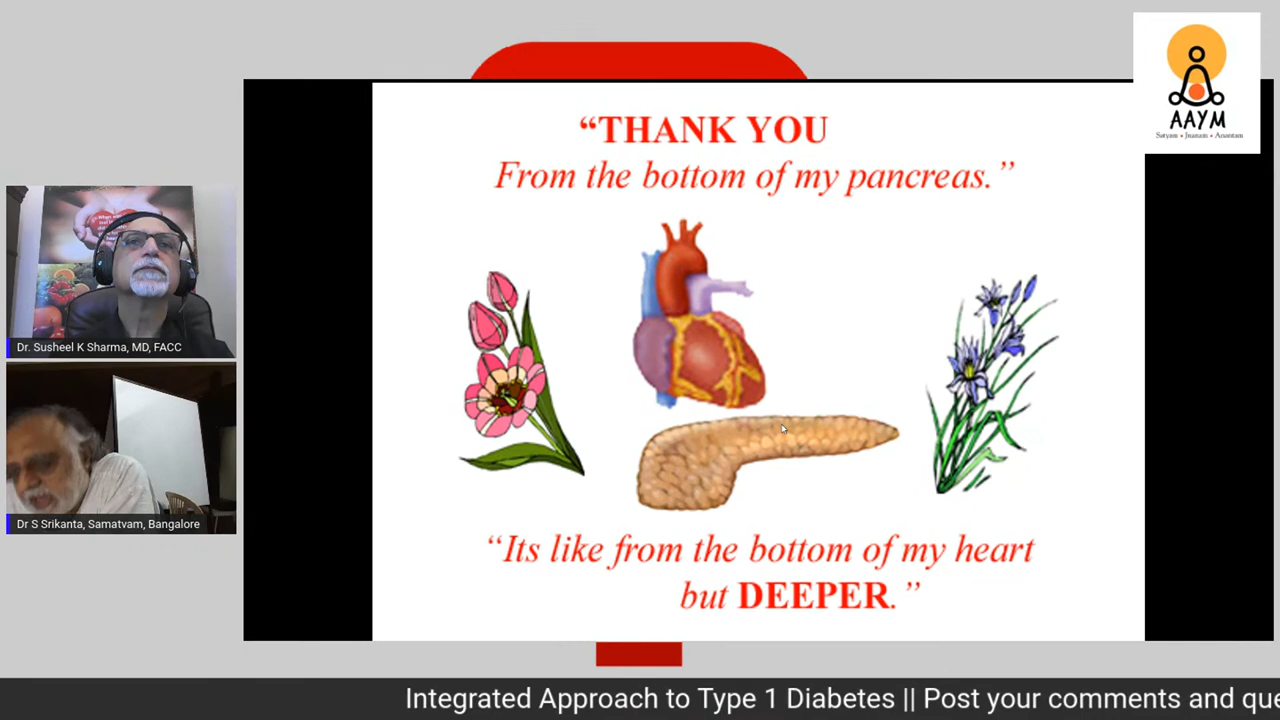 “THANK YOU
From the bottom of my pancreas.”
“Its like from the bottom of my heart
but DEEPER.”
AAYM
Satyam • Jnanam • Anantam
Dr. Susheel K Sharma, MD, FACC
Dr S Srikanta, Samatvam, Bangalore
Integrated Approach to Type 1 Diabetes || Post your comments and que